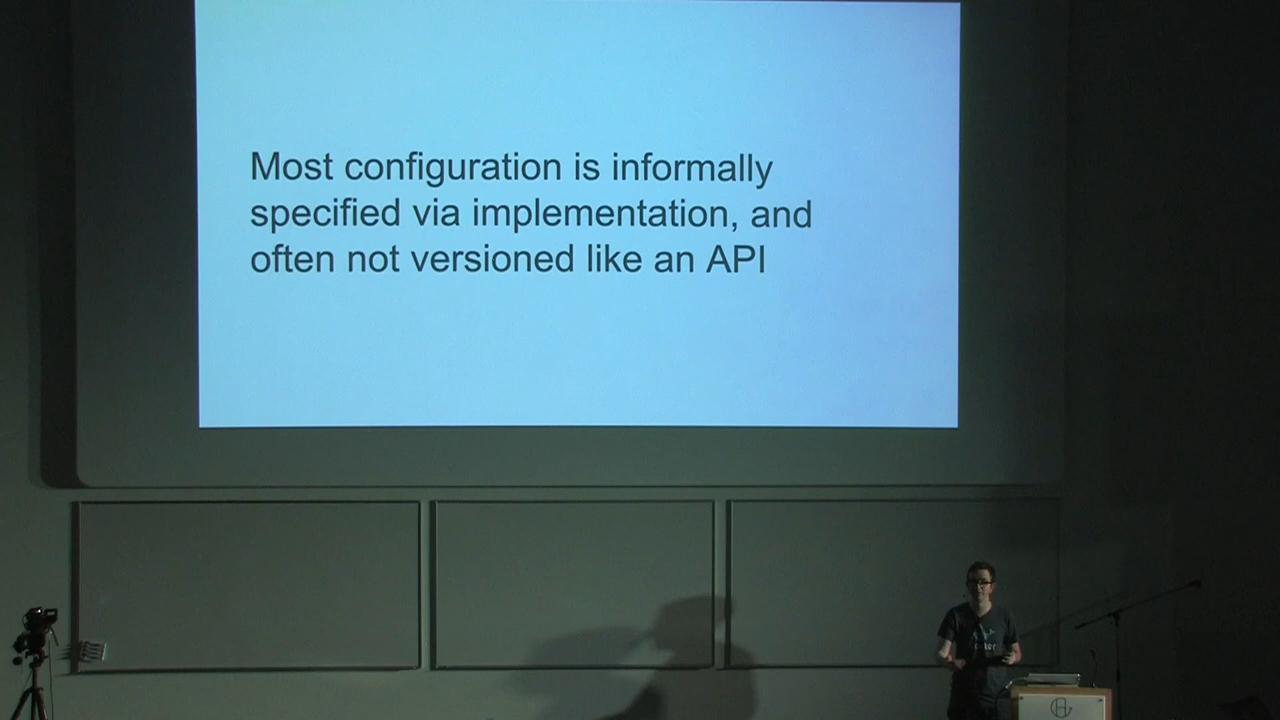 Most configuration is informally
specified via implementation, and
often not versioned like an API